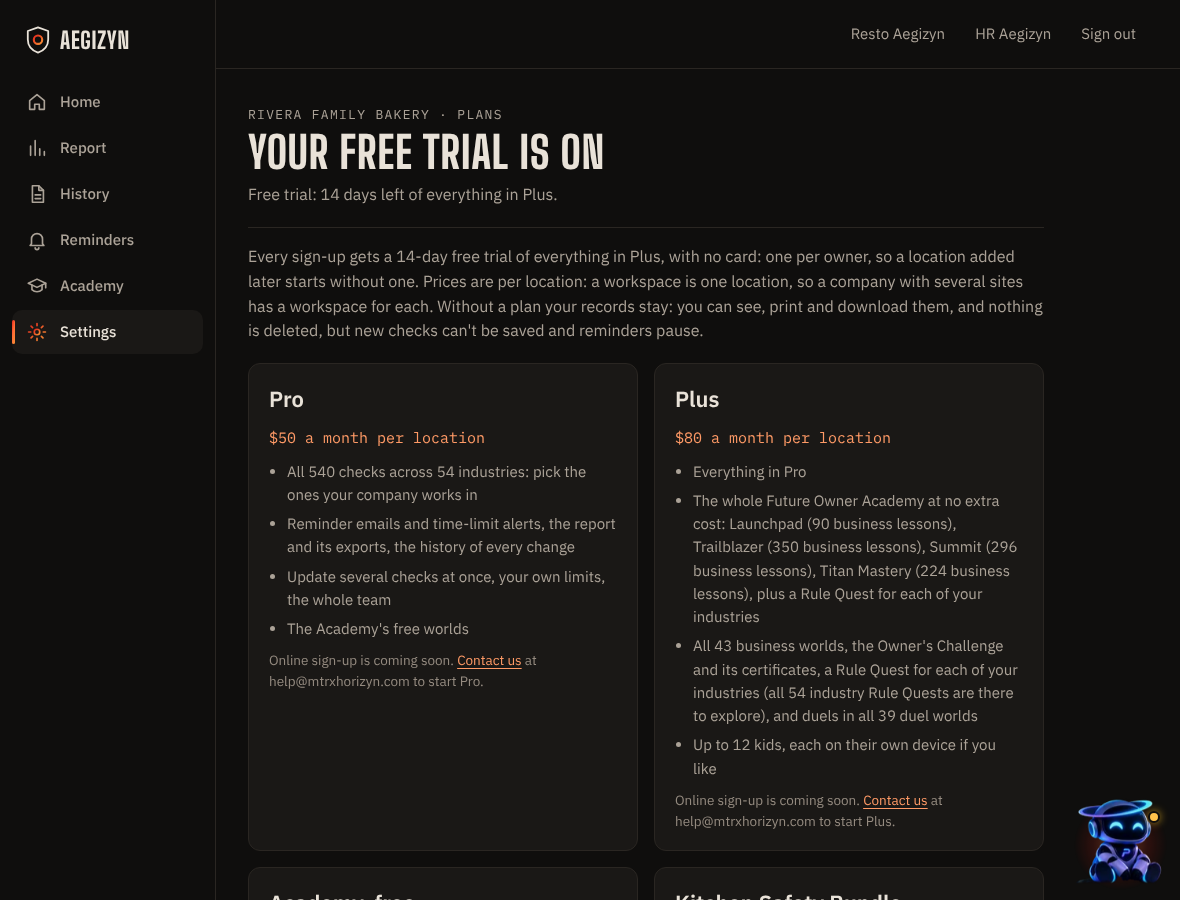 AEGIZYN
Resto Aegizyn
HR Aegizyn
Sign out
Home
Report
History
Reminders
Academy
Settings
RIVERA FAMILY BAKERY · PLANS
YOUR FREE TRIAL IS ON
Free trial: 14 days left of everything in Plus.
Every sign-up gets a 14-day free trial of everything in Plus, with no card: one per owner, so a location added
later starts without one. Prices are per location: a workspace is one location, so a company with several sites
has a workspace for each. Without a plan your records stay: you can see, print and download them, and nothing
is deleted, but new checks can't be saved and reminders pause.
Pro
$50 a month per location
• All 540 checks across 54 industries: pick the
ones your company works in
• Reminder emails and time-limit alerts, the report
and its exports, the history of every change
• Update several checks at once, your own limits,
the whole team
• The Academy's free worlds
Online sign-up is coming soon. Contact us at
help@mtrxhorizyn.com to start Pro.
Plus
$80 a month per location
• Everything in Pro
• The whole Future Owner Academy at no extra
cost: Launchpad (90 business lessons),
Trailblazer (350 business lessons), Summit (296
business lessons), Titan Mastery (224 business
lessons), plus a Rule Quest for each of your
industries
• All 43 business worlds, the Owner's Challenge
and its certificates, a Rule Quest for each of your
industries (all 54 industry Rule Quests are there
to explore), and duels in all 39 duel worlds
• Up to 12 kids, each on their own device if you
like
Online sign-up is coming soon. Contact us at
help@mtrxhorizyn.com to start Plus.